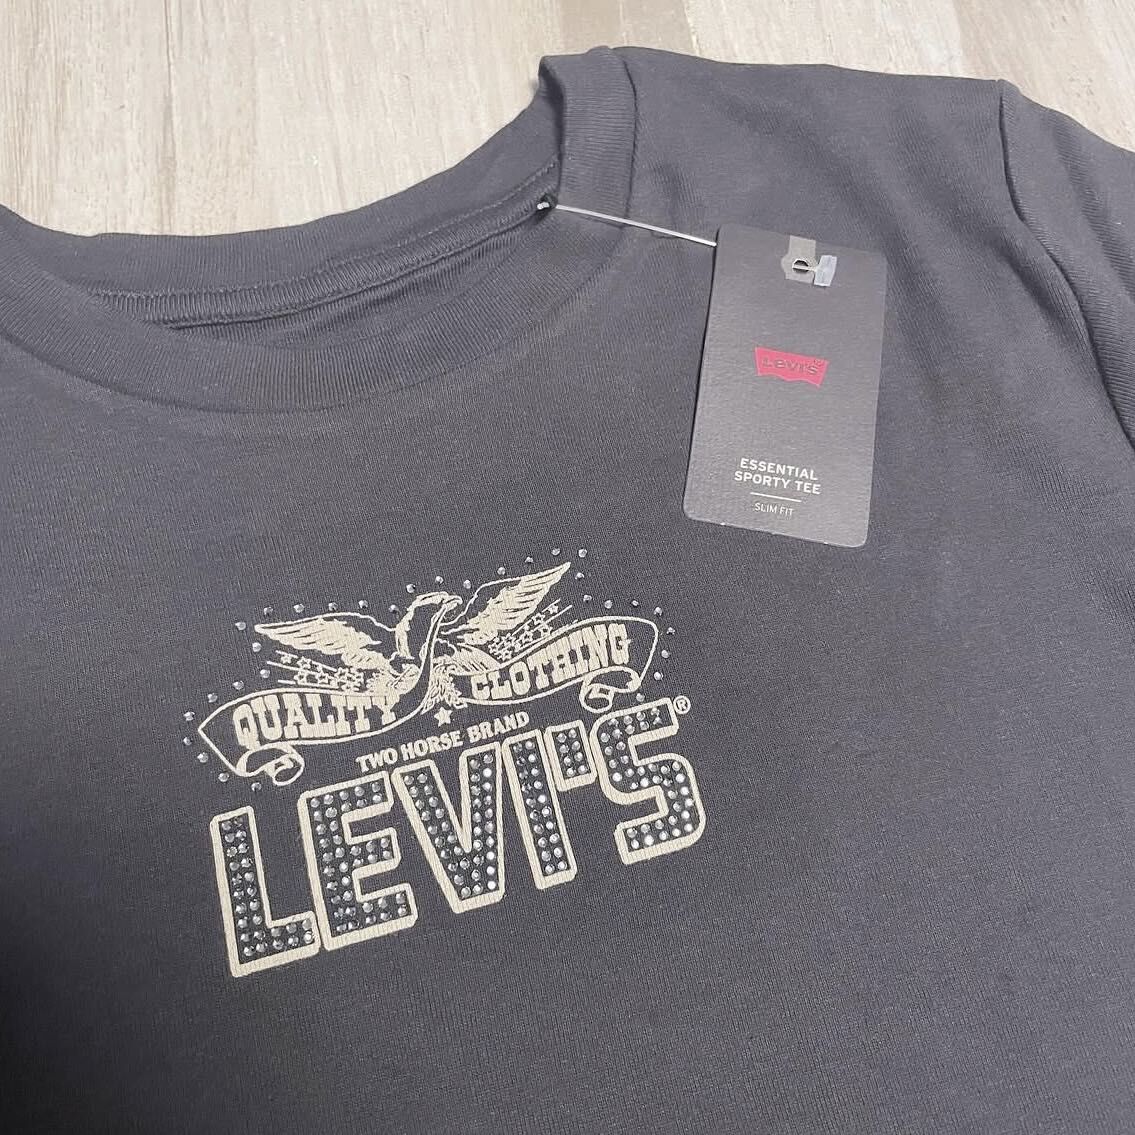 Levi's
ESSENTIAL
SPORTY TEE
SLIM FIT
QUALITY CLOTHING
TWO HORSE BRAND
LEVI'S®